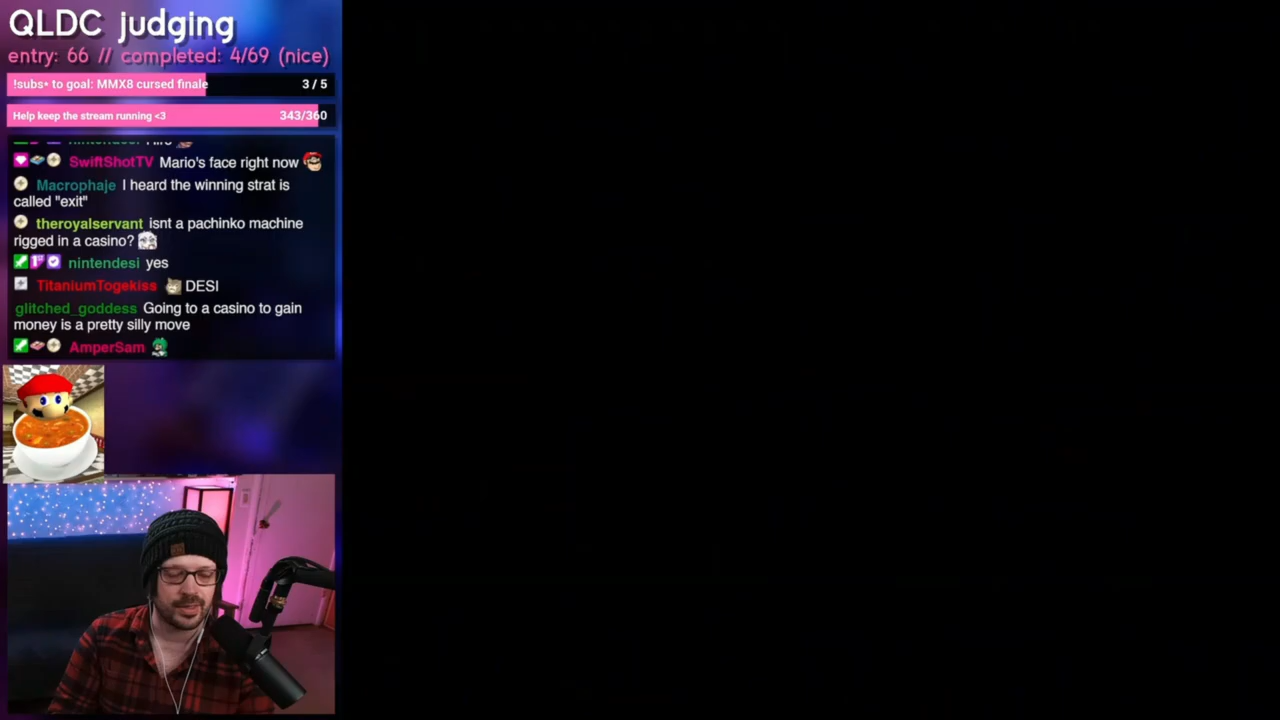 QLDC judging
entry: 66 // completed: 4/69 (nice)
!subs• to goal: MMX8 cursed finale 3 / 5
Help keep the stream running <3 343/360
SwiftShotTV Mario's face right now
Macrophaje I heard the winning strat is
called "exit"
theroyalservant isnt a pachinko machine
rigged in a casino?
nintendesi yes
TitaniumTogekiss DESI
glitched_goddess Going to a casino to gain
money is a pretty silly move
AmperSam